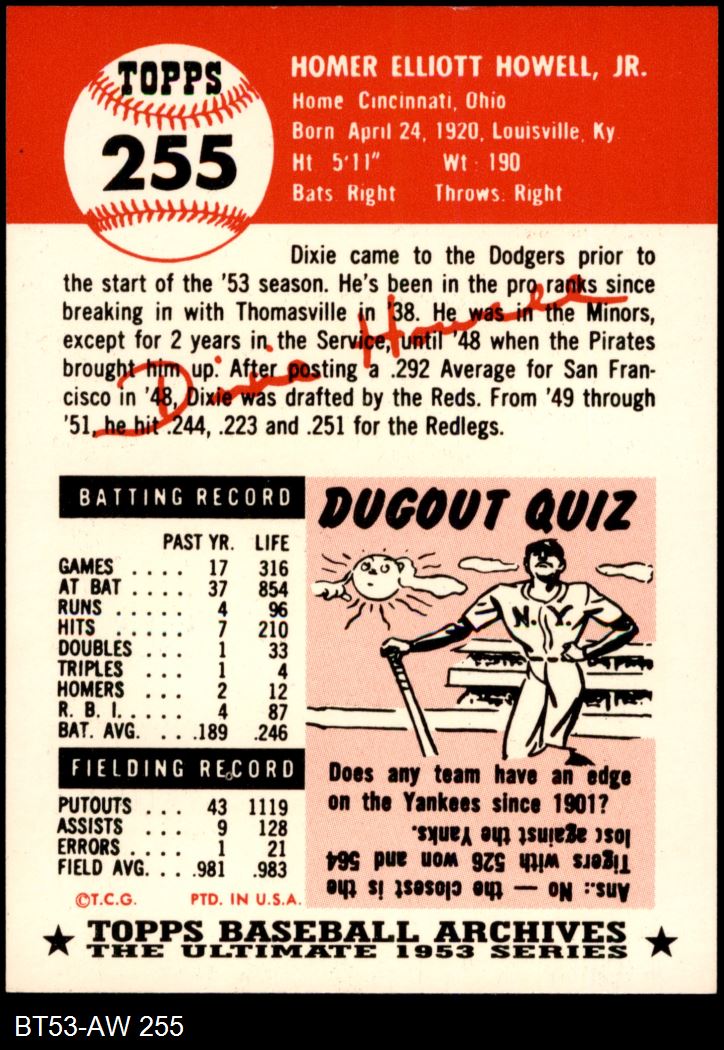 TOPPS
255
HOMER ELLIOTT HOWELL, JR.
Home Cincinnati, Ohio
Born April 24, 1920, Louisville, Ky.
Ht 5'11" Wt 190
Bats Right Throws. Right
Dixie came to the Dodgers prior to
the start of the '53 season. He's been in the pro ranks since
breaking in with Thomasville in '38. He was in the Minors,
except for 2 years in the Service, until '48 when the Pirates
brought him up. After posting a .292 Average for San Fran-
cisco in '48, Dixie was drafted by the Reds. From '49 through
'51, he hit .244, .223 and .251 for the Redlegs.
Dixie Howell
BATTING RECORD
PAST YR. LIFE
GAMES .... 17 316
AT BAT .... 37 854
RUNS ..... 4 96
HITS ..... 7 210
DOUBLES ... 1 33
TRIPLES ... 1 4
HOMERS ... 2 12
R. B. I. .... 4 87
BAT. AVG. ... .189 .246
FIELDING RECORD
PUTOUTS ... 43 1119
ASSISTS ... 9 128
ERRORS .... 1 21
FIELD AVG. ... .981 .983
©T.C.G. PTD. IN U.S.A.
DUGOUT QUIZ
N.Y.
Does any team have an edge
on the Yankees since 1901?
Ans.: No — the closest is the
Tigers with 526 won and 564
lost against the Yanks.
★ TOPPS BASEBALL ARCHIVES ★
THE ULTIMATE 1953 SERIES
BT53-AW 255